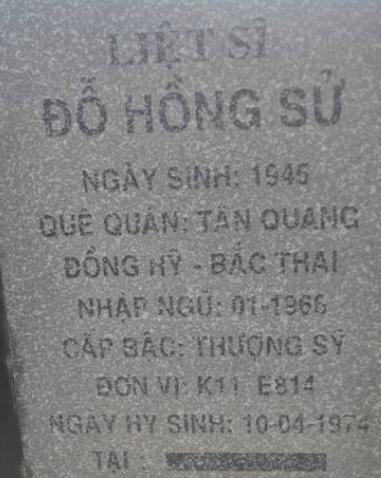 LIỆT SĨ
ĐỖ HỒNG SỬ
NGÀY SINH: 1945
QUÊ QUÁN: TÂN QUANG
ĐỒNG HỶ - BẮC THAI
NHẬP NGŨ: 01-1966
CẤP BẬC: THƯỢNG SỸ
ĐƠN VỊ: K11 E814
NGÀY HY SINH: 10-04-1974
TẠI :